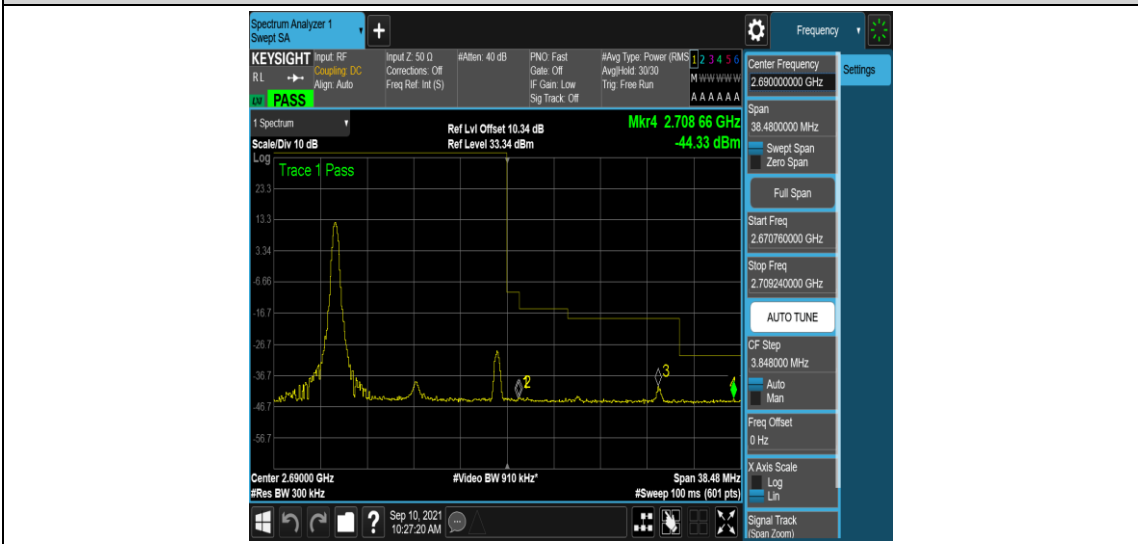 Spectrum Analyzer 1
Swept SA
+
Frequency
KEYSIGHT
RL
PASS
Input: RF
Coupling: DC
Align: Auto
Input Z: 50 Ω
Corrections: Off
Freq Ref: Int (S)
#Atten: 40 dB
PNO: Fast
Gate: Off
IF Gain: Low
Sig Track: Off
#Avg Type: Power (RMS
Avg|Hold: 30/30
Trig: Free Run
1 2 3 4 5 6
M W W W W W
A A A A A A
Center Frequency
2.690000000 GHz
Settings
Span
38.4800000 MHz
Swept Span
Zero Span
Full Span
Start Freq
2.670760000 GHz
Stop Freq
2.709240000 GHz
AUTO TUNE
CF Step
3.848000 MHz
Auto
Man
Freq Offset
0 Hz
X Axis Scale
Log
Lin
Signal Track
(Span Zoom)
1 Spectrum
Scale/Div 10 dB
Ref Lvl Offset 10.34 dB
Ref Level 33.34 dBm
Mkr4 2.708 66 GHz
-44.33 dBm
Log
Trace 1 Pass
23.3
13.3
3.34
-6.66
-16.7
-26.7
-36.7
-46.7
-56.7
2
3
4
Center 2.69000 GHz
#Res BW 300 kHz
#Video BW 910 kHz*
Span 38.48 MHz
#Sweep 100 ms (601 pts)
?
Sep 10, 2021
10:27:20 AM